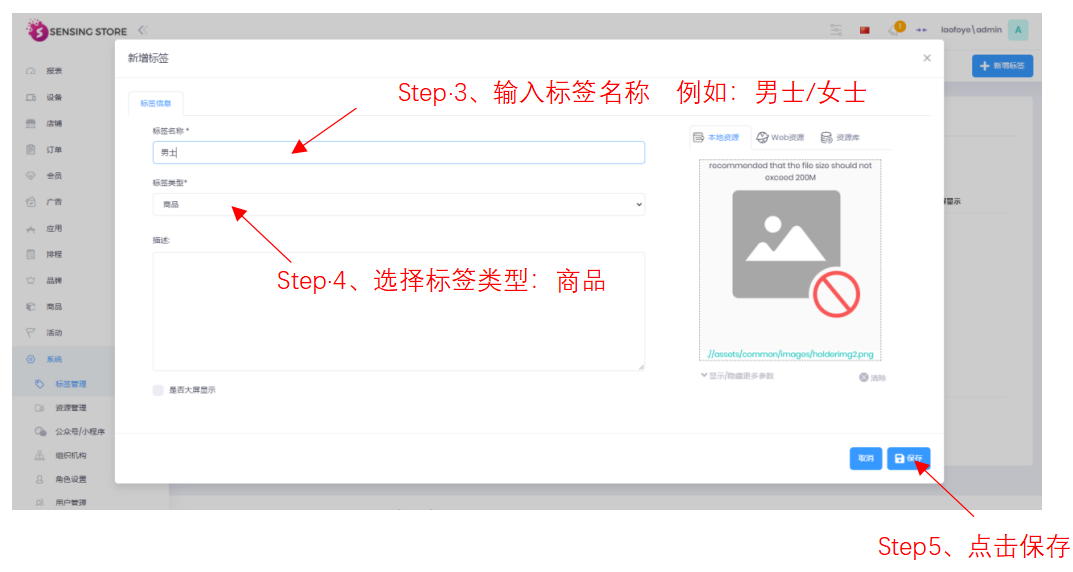 SENSING STORE
1
laofoye\admin
A
新增标签
新增标签
Step·3、输入标签名称 例如：男士/女士
报表
设备
店铺
订单
会员
广告
应用
排程
品牌
商品
活动
系统
标签管理
资源管理
公众号/小程序
组织机构
角色设置
用户管理
标签信息
标签名称 *
男士
标签类型*
商品
描述:
Step·4、选择标签类型：商品
是否大屏显示
本地资源 Web资源 资源库
recommended that the file size should not
exceed 200M
.//assets/common/images/holderimg2.png
显示/隐藏更多参数 清除
屏显示
取消 保存
Step5、点击保存